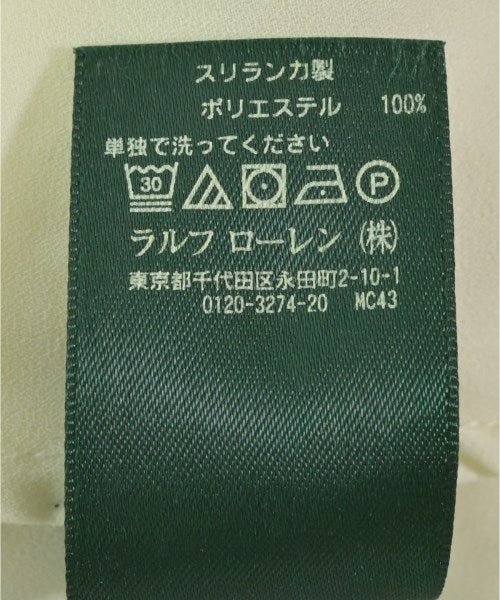 スリランカ製
ポリエステル 100%
単独で洗ってください
30 P
ラルフ ローレン (株)
東京都千代田区永田町2-10-1
0120-3274-20 MC43